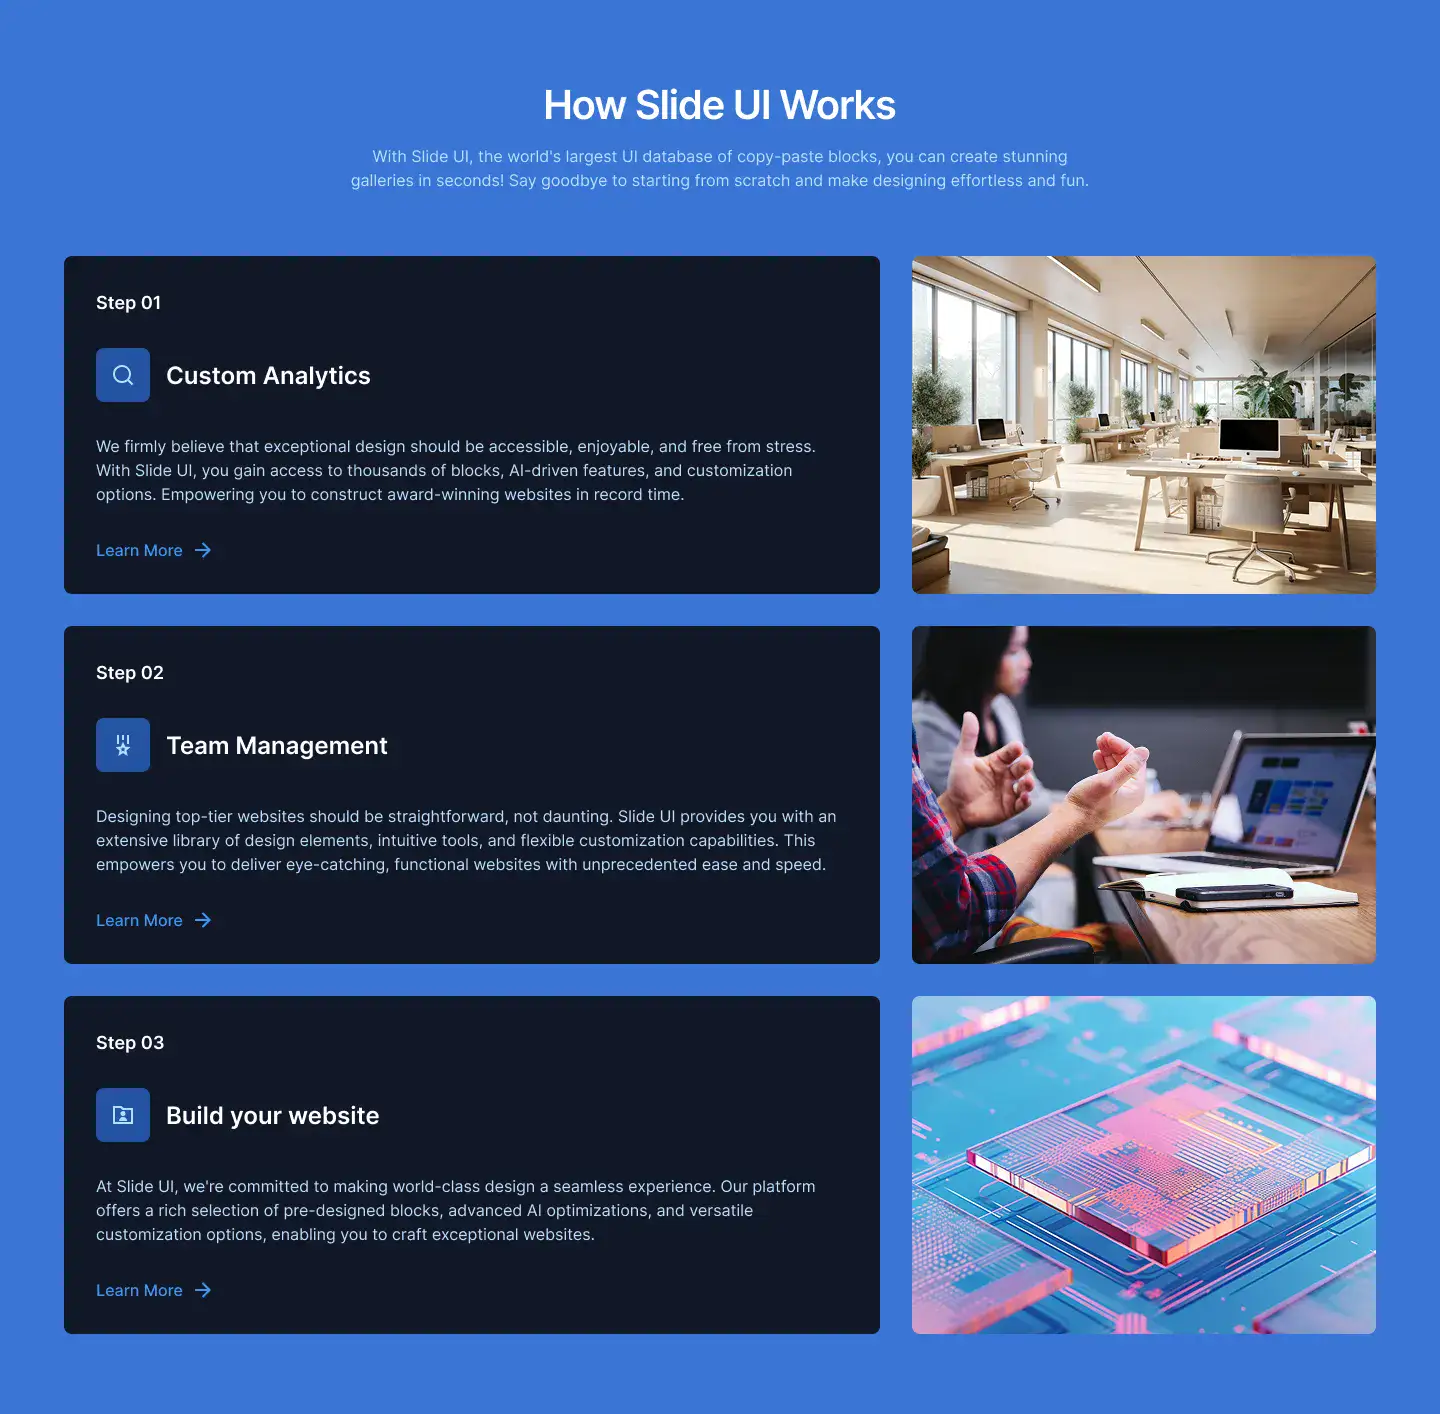 How Slide UI Works
With Slide UI, the world's largest UI database of copy-paste blocks, you can create stunning
galleries in seconds! Say goodbye to starting from scratch and make designing effortless and fun.
Step 01
Custom Analytics
We firmly believe that exceptional design should be accessible, enjoyable, and free from stress.
With Slide UI, you gain access to thousands of blocks, AI-driven features, and customization
options. Empowering you to construct award-winning websites in record time.
Learn More
Step 02
Team Management
Designing top-tier websites should be straightforward, not daunting. Slide UI provides you with an
extensive library of design elements, intuitive tools, and flexible customization capabilities. This
empowers you to deliver eye-catching, functional websites with unprecedented ease and speed.
Learn More
Step 03
Build your website
At Slide UI, we're committed to making world-class design a seamless experience. Our platform
offers a rich selection of pre-designed blocks, advanced AI optimizations, and versatile
customization options, enabling you to craft exceptional websites.
Learn More